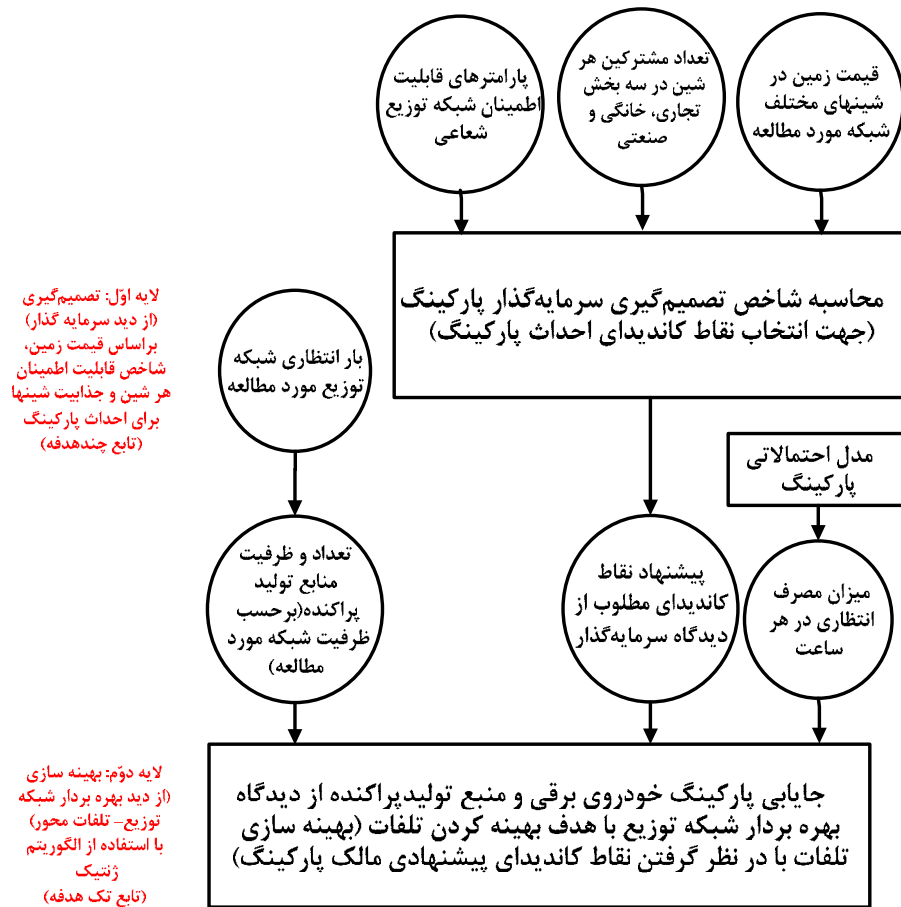 قیمت زمین در
شینهای مختلف
شبکه مورد مطالعه
تعداد مشترکین هر
شین در سه بخش
تجاری، خانگی و
صنعتی
پارامترهای قابلیت
اطمینان شبکه توزیع
شعاعی
محاسبه شاخص تصمیم‌گیری سرمایه‌گذار پارکینگ
(جهت انتخاب نقاط کاندیدای احداث پارکینگ)
بار انتظاری شبکه
توزیع مورد مطالعه
لایه اوّل: تصمیم‌گیری
(از دید سرمایه گذار)
براساس قیمت زمین،
شاخص قابلیت اطمینان
هر شین و جذابیت شینها
برای احداث پارکینگ
(تابع چندهدفه)
مدل احتمالاتی
پارکینگ
میزان مصرف
انتظاری در هر
ساعت
پیشنهاد نقاط
کاندیدای مطلوب از
دیدگاه سرمایه‌گذار
تعداد و ظرفیت
منابع تولید
پراکنده(برحسب
ظرفیت شبکه مورد
مطالعه)
جایابی پارکینگ خودروی برقی و منبع تولیدپراکنده از دیدگاه
بهره بردار شبکه توزیع با هدف بهینه کردن تلفات (بهینه سازی
تلفات با در نظر گرفتن نقاط کاندیدای پیشنهادی مالک پارکینگ)
لایه دوّم: بهینه سازی
(از دید بهره بردار شبکه
توزیع- تلفات محور)
با استفاده از الگوریتم
ژنتیک
(تابع تک هدفه)